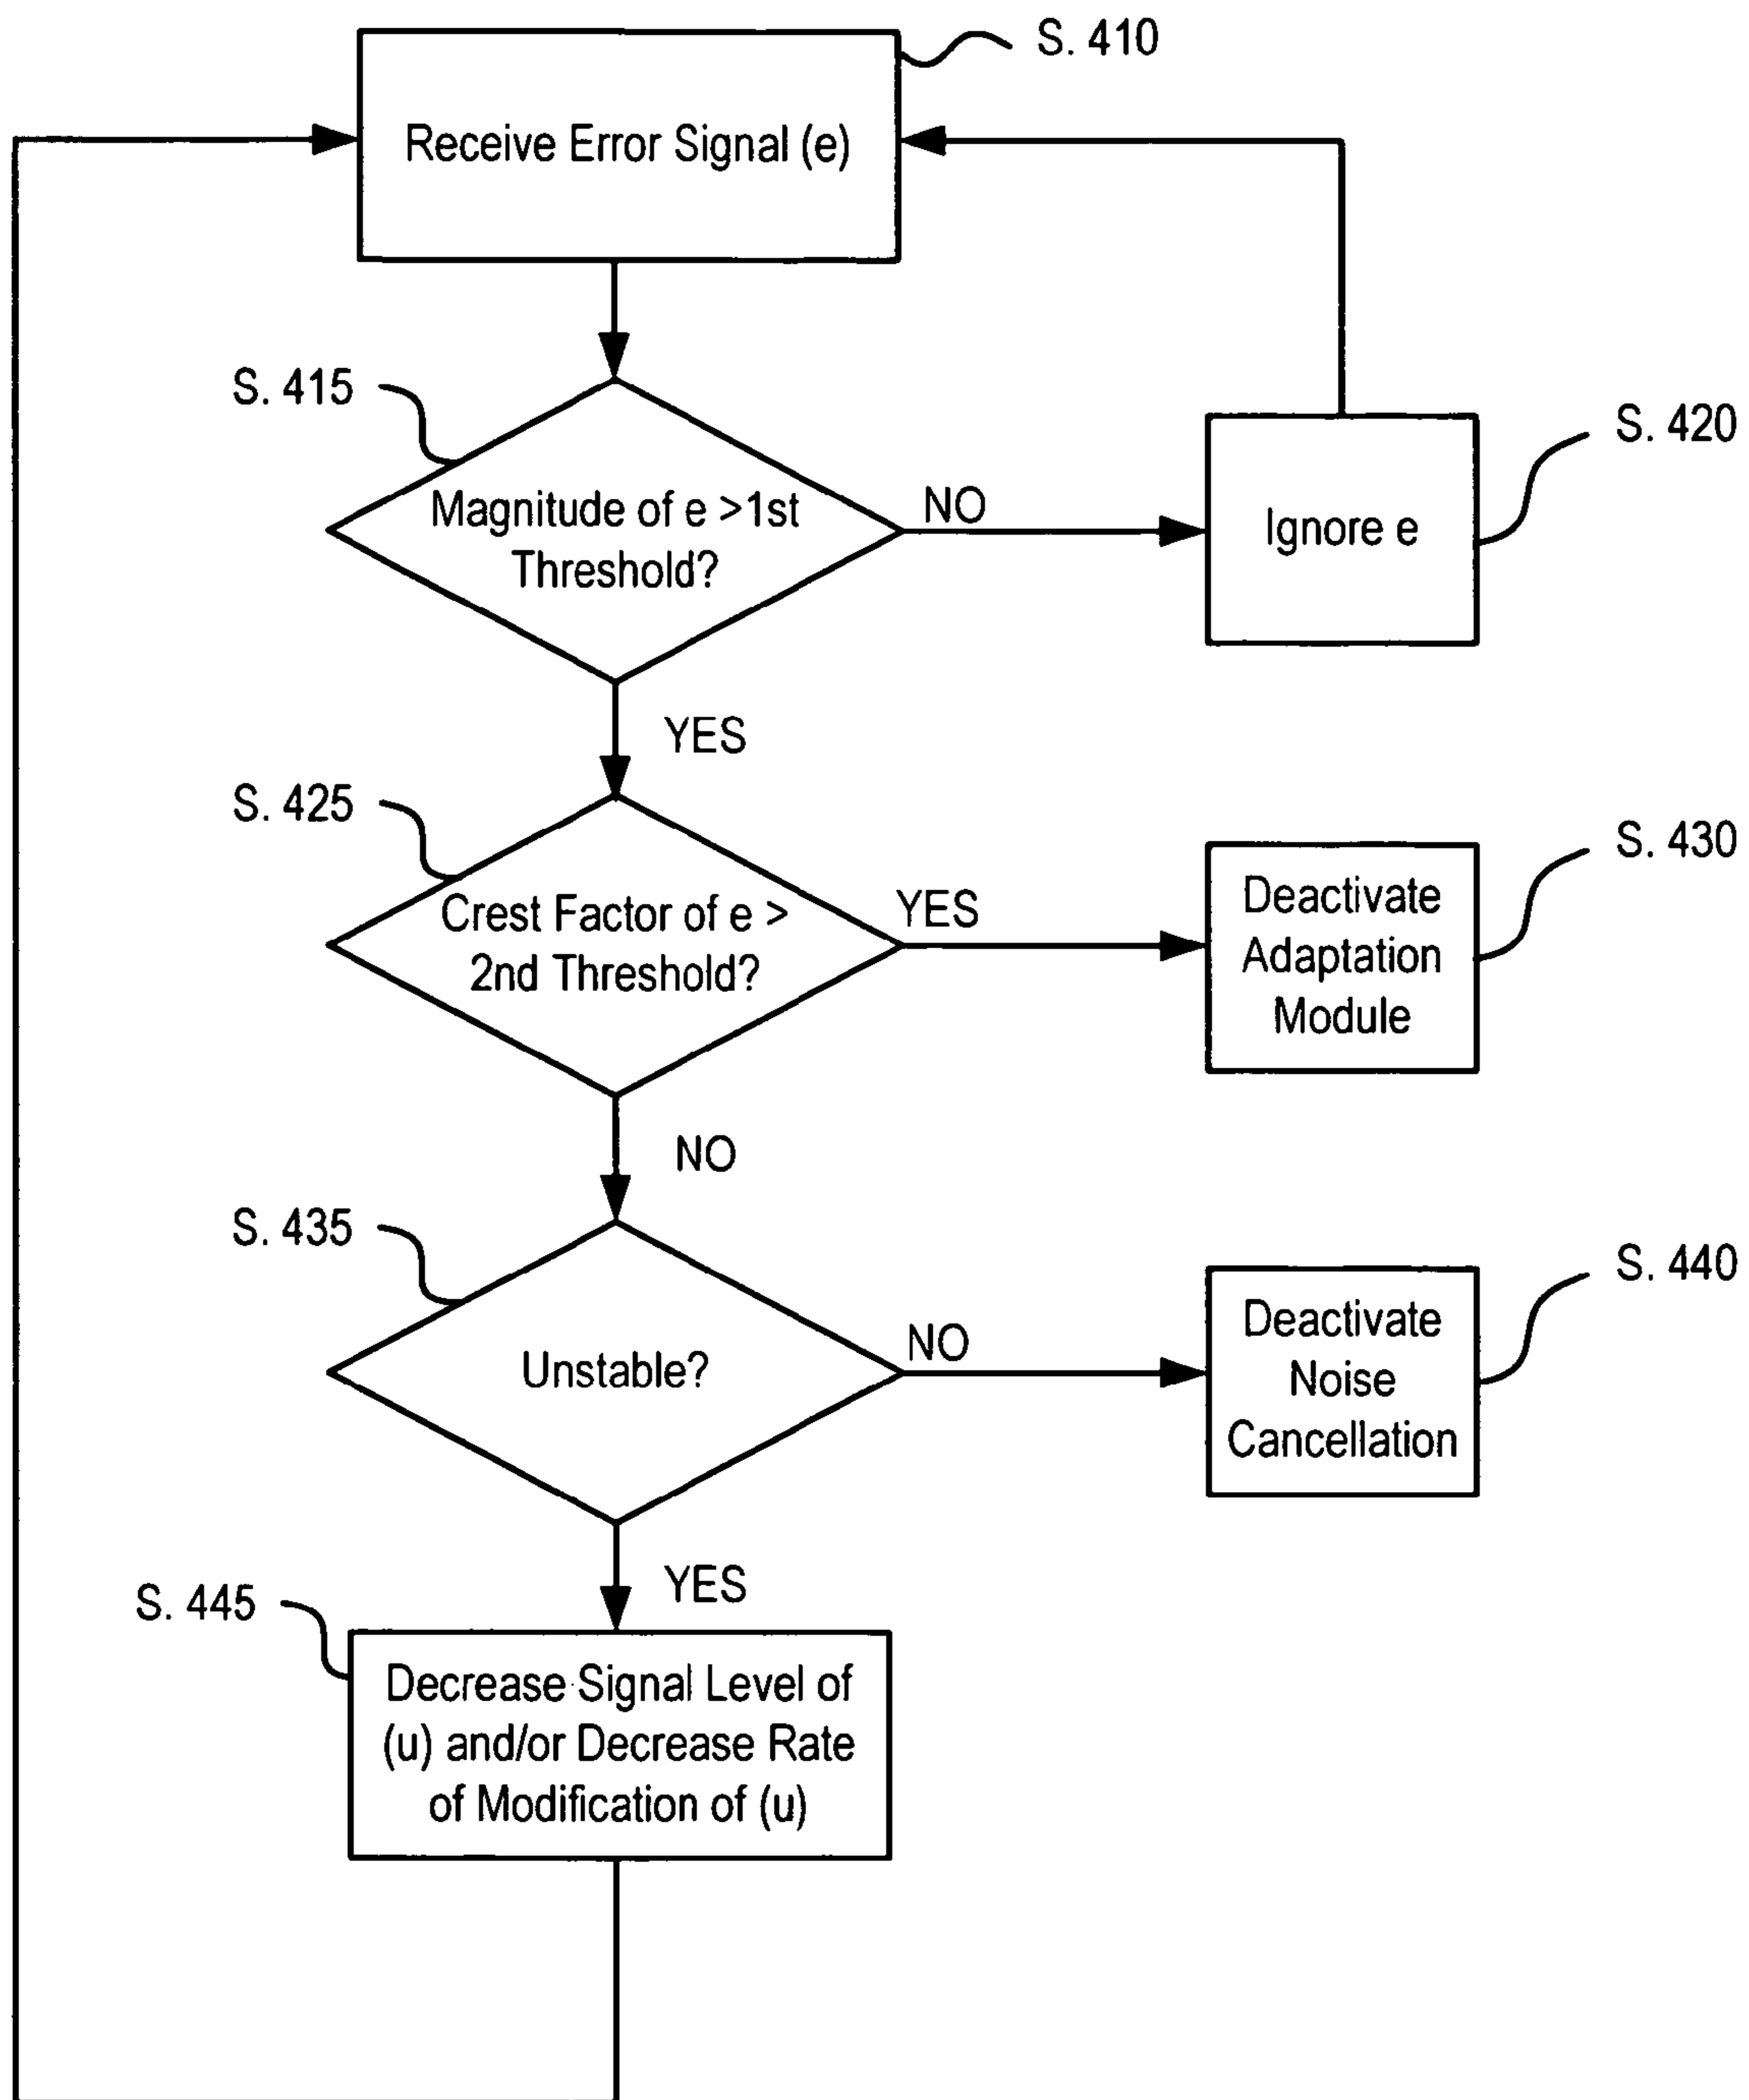 S. 410
Receive Error Signal (e)
S. 415
Magnitude of e >1st
Threshold?
NO
S. 420
Ignore e
YES
S. 425
Crest Factor of e >
2nd Threshold?
YES
S. 430
Deactivate
Adaptation
Module
NO
S. 435
Unstable?
NO
S. 440
Deactivate
Noise
Cancellation
YES
S. 445
Decrease Signal Level of
(u) and/or Decrease Rate
of Modification of (u)